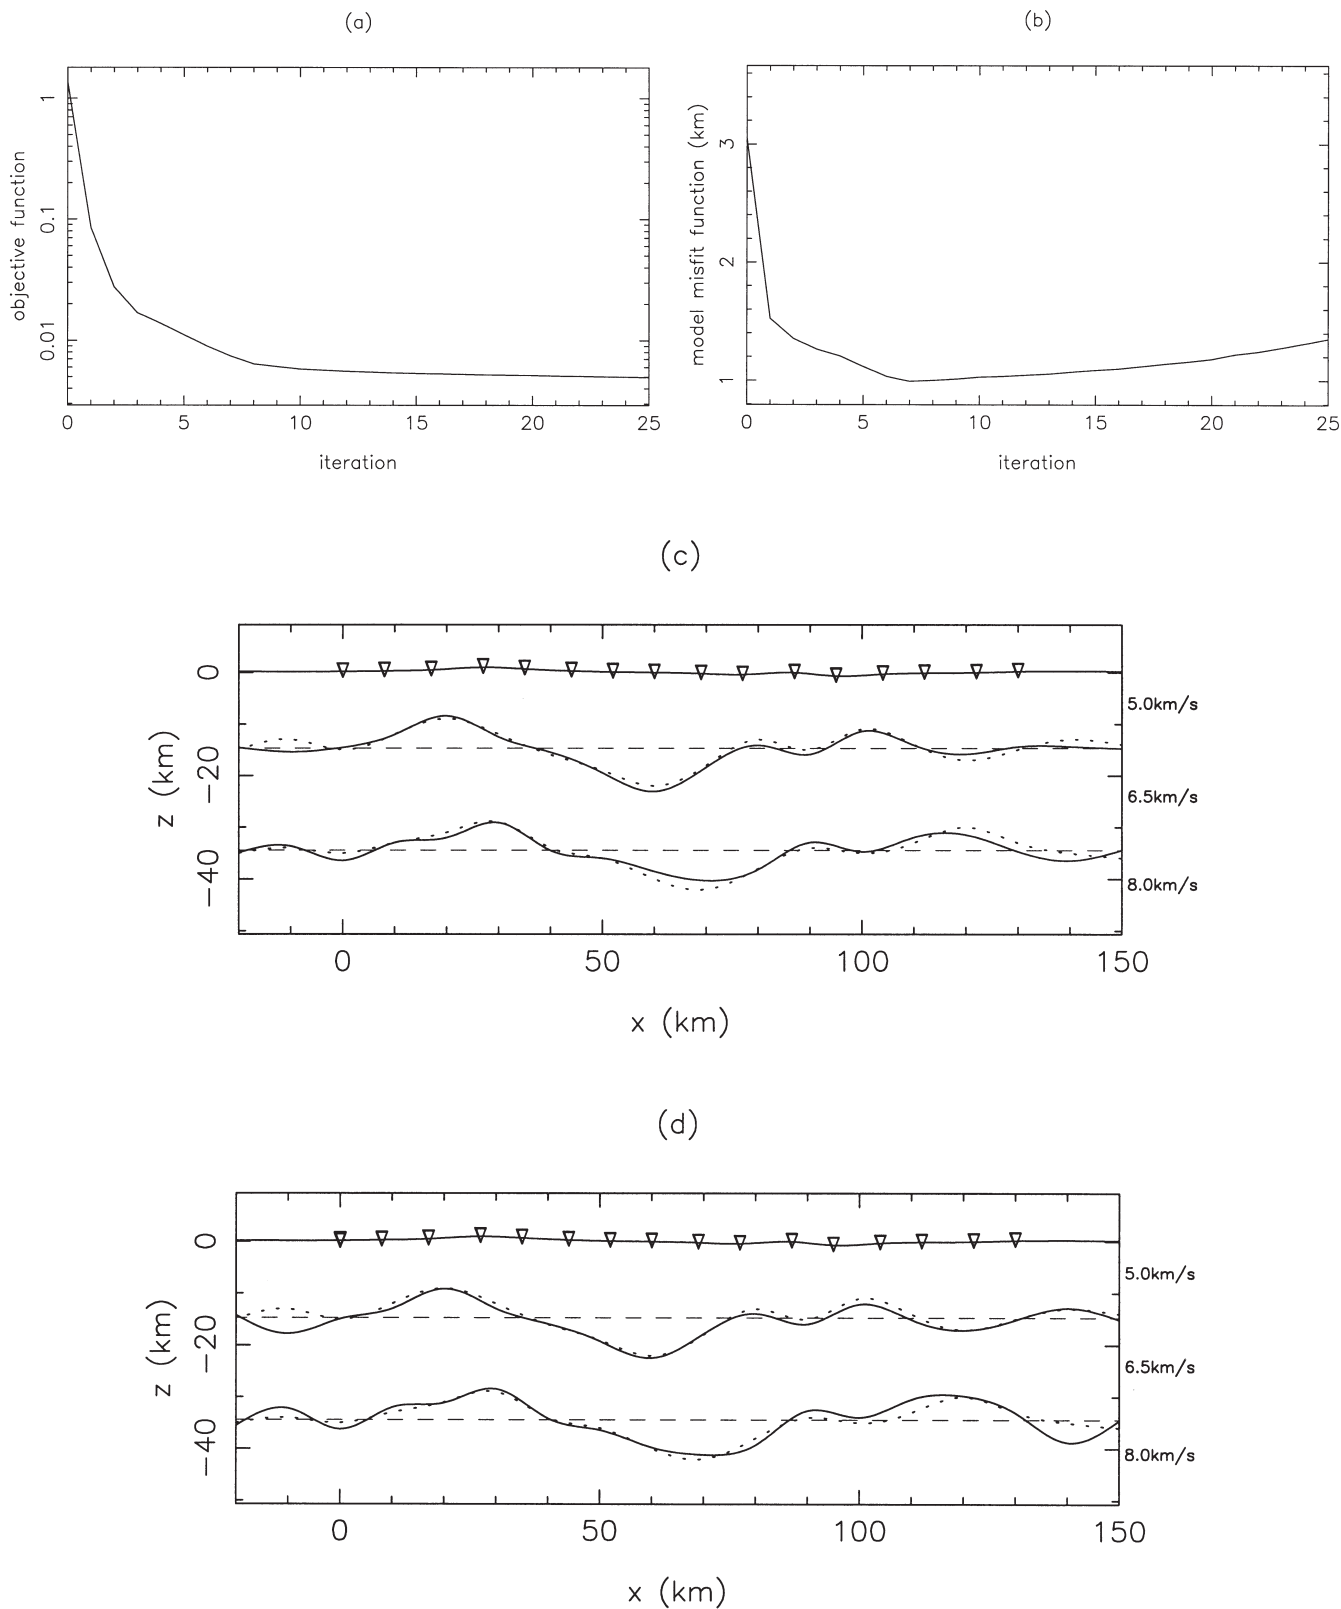 (a)
objective function
1
0.1
0.01
0 5 10 15 20 25
iteration
(b)
model misfit function (km)
3
2
1
0 5 10 15 20 25
iteration
(c)
z (km)
0
−20
−40
5.0km/s
6.5km/s
8.0km/s
0 50 100 150
x (km)
(d)
z (km)
0
−20
−40
5.0km/s
6.5km/s
8.0km/s
0 50 100 150
x (km)